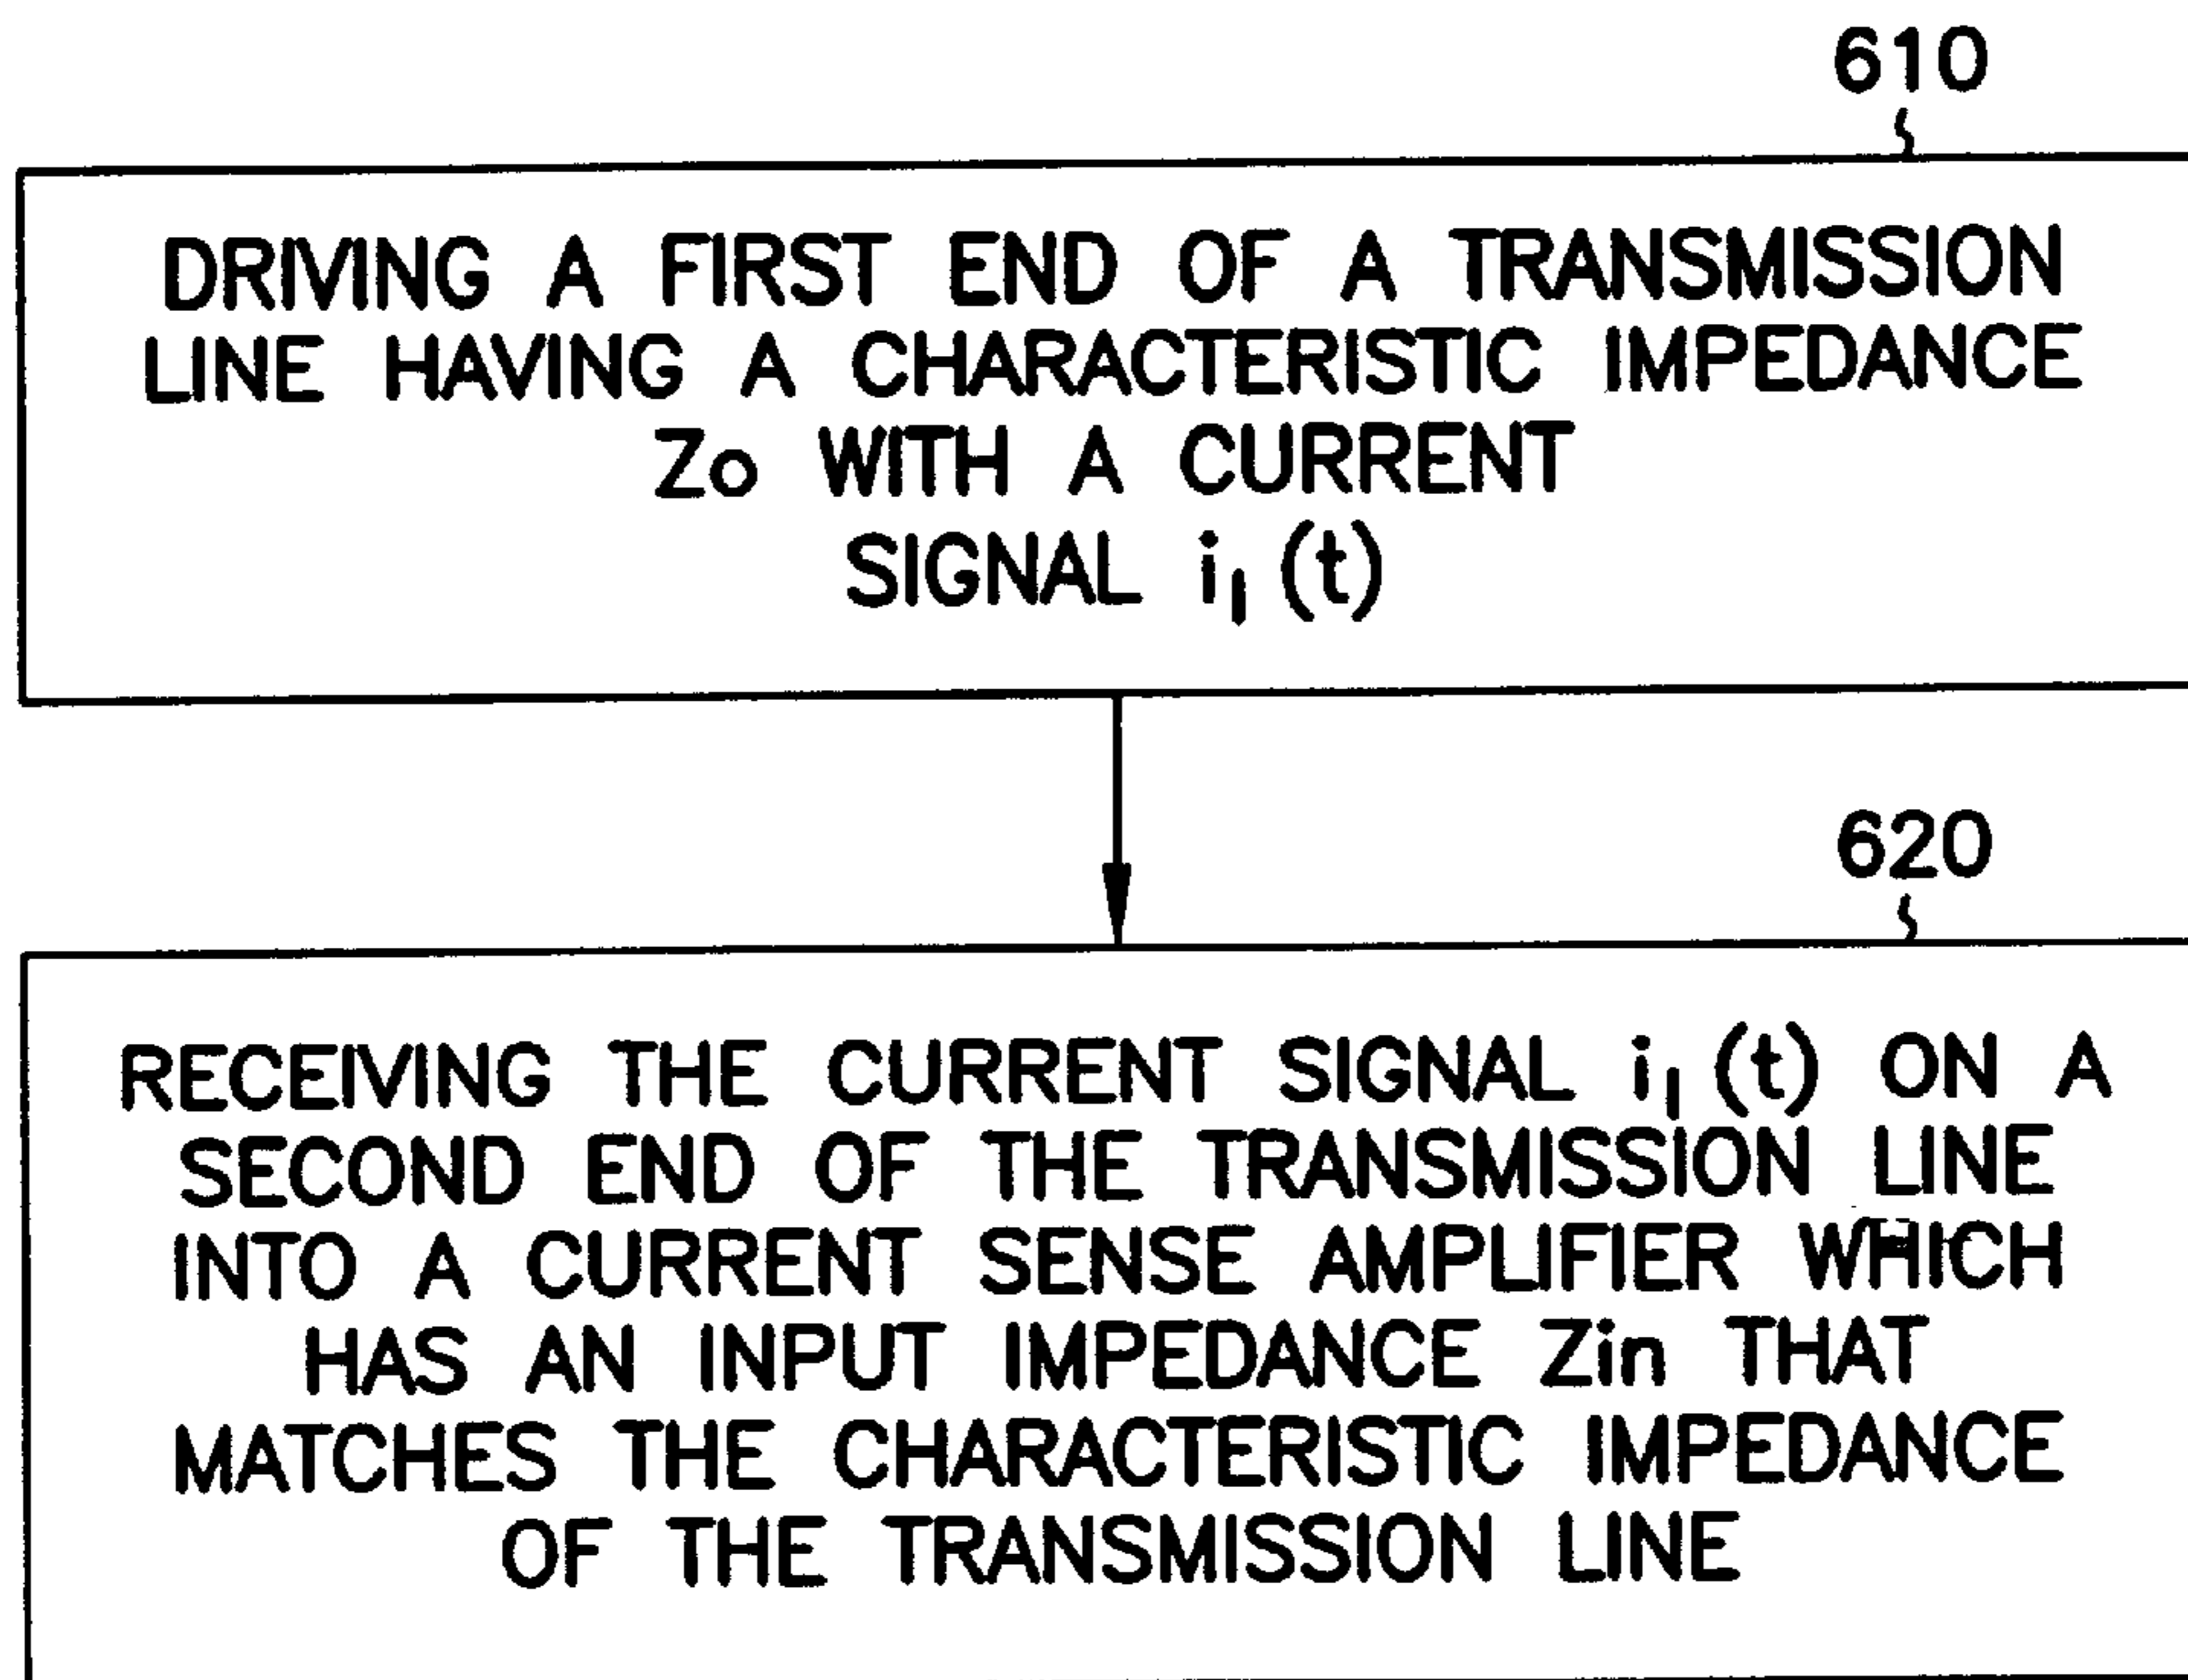 610
DRIVING A FIRST END OF A TRANSMISSION
LINE HAVING A CHARACTERISTIC IMPEDANCE
Zo WITH A CURRENT
SIGNAL i₁ (t)
620
RECEIVING THE CURRENT SIGNAL i₁ (t) ON A
SECOND END OF THE TRANSMISSION LINE
INTO A CURRENT SENSE AMPLIFIER WHICH
HAS AN INPUT IMPEDANCE Zin THAT
MATCHES THE CHARACTERISTIC IMPEDANCE
OF THE TRANSMISSION LINE